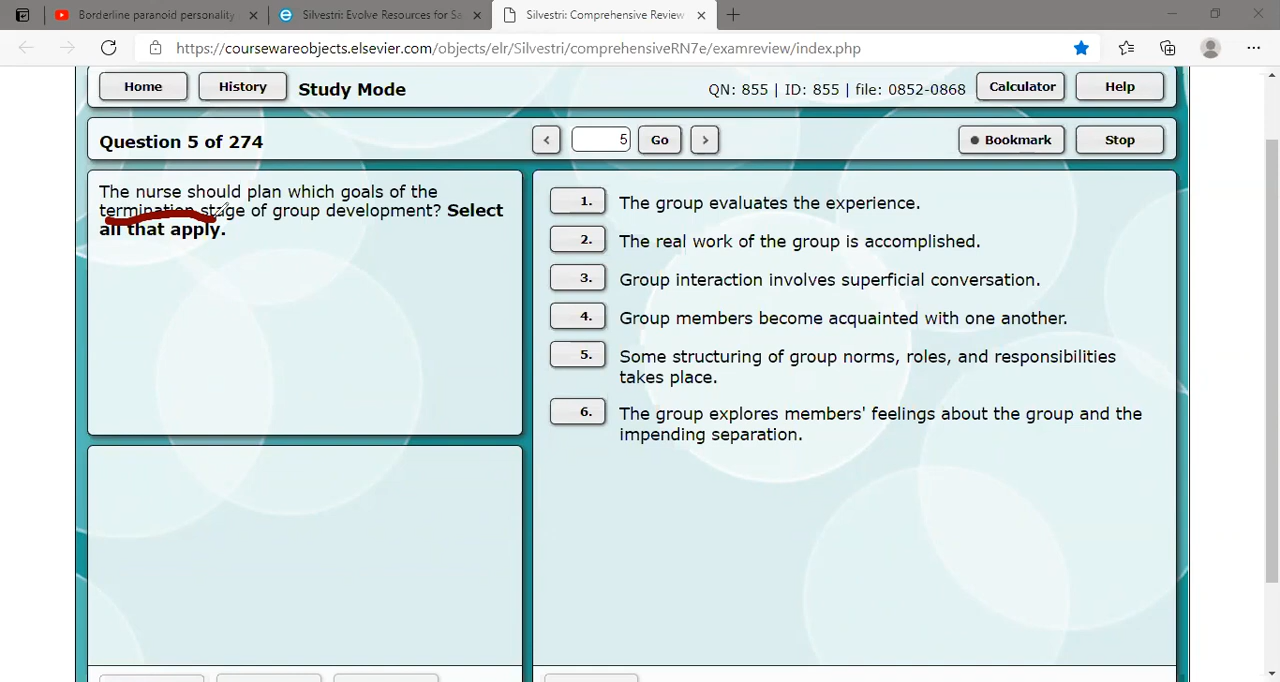 Borderline paranoid personality
Silvestri: Evolve Resources for Sa
Silvestri: Comprehensive Review
https://coursewareobjects.elsevier.com/objects/elr/Silvestri/comprehensiveRN7e/examreview/index.php
Home History Study Mode QN: 855 | ID: 855 | file: 0852-0868 Calculator Help
Question 5 of 274 < 5 Go > Bookmark Stop
The nurse should plan which goals of the
termination stage of group development? Select
all that apply.
1. The group evaluates the experience.
2. The real work of the group is accomplished.
3. Group interaction involves superficial conversation.
4. Group members become acquainted with one another.
5. Some structuring of group norms, roles, and responsibilities
takes place.
6. The group explores members' feelings about the group and the
impending separation.